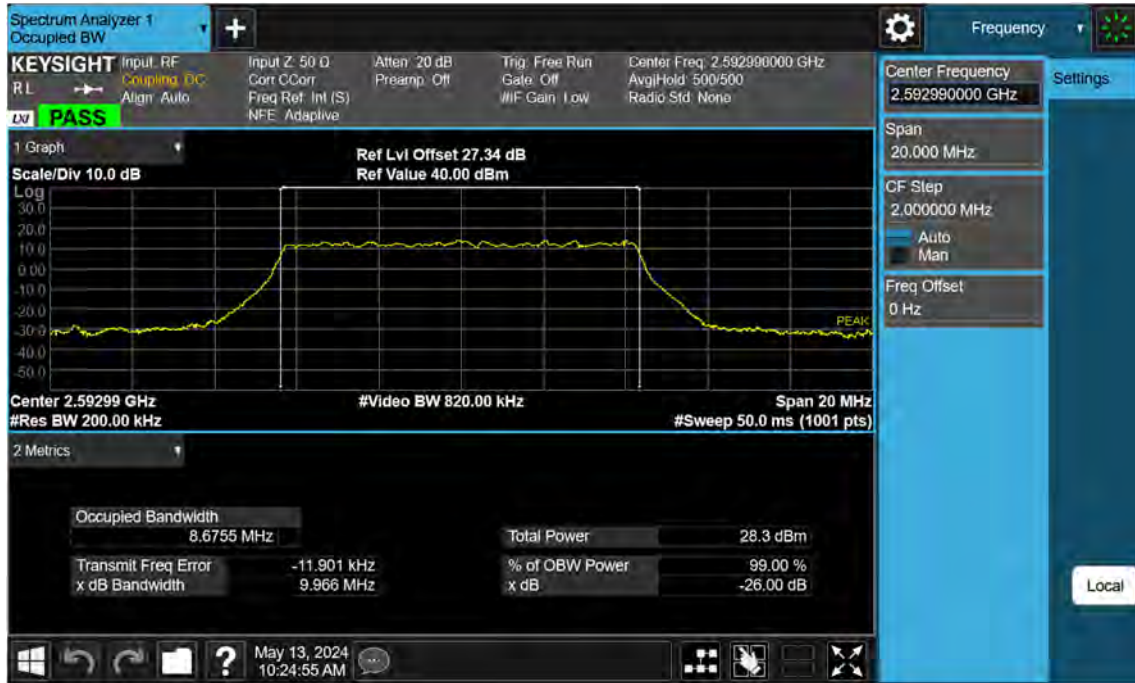 Spectrum Analyzer 1
Occupied BW
+
Frequency
KEYSIGHT
RL
LXI PASS
Input: RF
Coupling: DC
Align: Auto
Input Z: 50 Ω
Corr CCorr
Freq Ref: Int (S)
NFE: Adaptive
Atten: 20 dB
Preamp: Off
Trig: Free Run
Gate: Off
#IF Gain: Low
Center Freq: 2.592990000 GHz
Avg|Hold: 500/500
Radio Std: None
Center Frequency
2.592990000 GHz
Settings
Span
20.000 MHz
CF Step
2.000000 MHz
Auto
Man
Freq Offset
0 Hz
1 Graph
Scale/Div 10.0 dB
Ref Lvl Offset 27.34 dB
Ref Value 40.00 dBm
Log
30.0
20.0
10.0
0.00
-10.0
-20.0
-30.0
-40.0
-50.0
PEAK
Center 2.59299 GHz
#Res BW 200.00 kHz
#Video BW 820.00 kHz
Span 20 MHz
#Sweep 50.0 ms (1001 pts)
2 Metrics
Occupied Bandwidth
8.6755 MHz
Total Power 28.3 dBm
Transmit Freq Error -11.901 kHz
% of OBW Power 99.00 %
x dB Bandwidth 9.966 MHz
x dB -26.00 dB
Local
?
May 13, 2024
10:24:55 AM